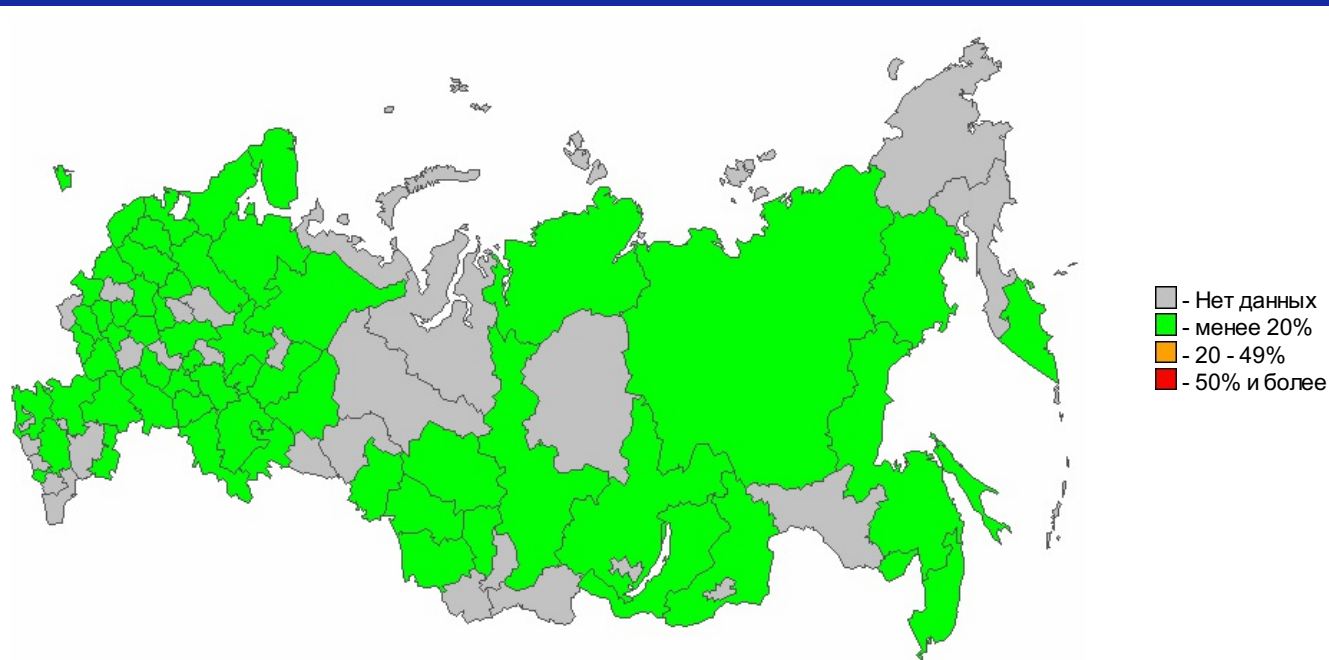 - Нет данных
- менее 20%
- 20 - 49%
- 50% и более